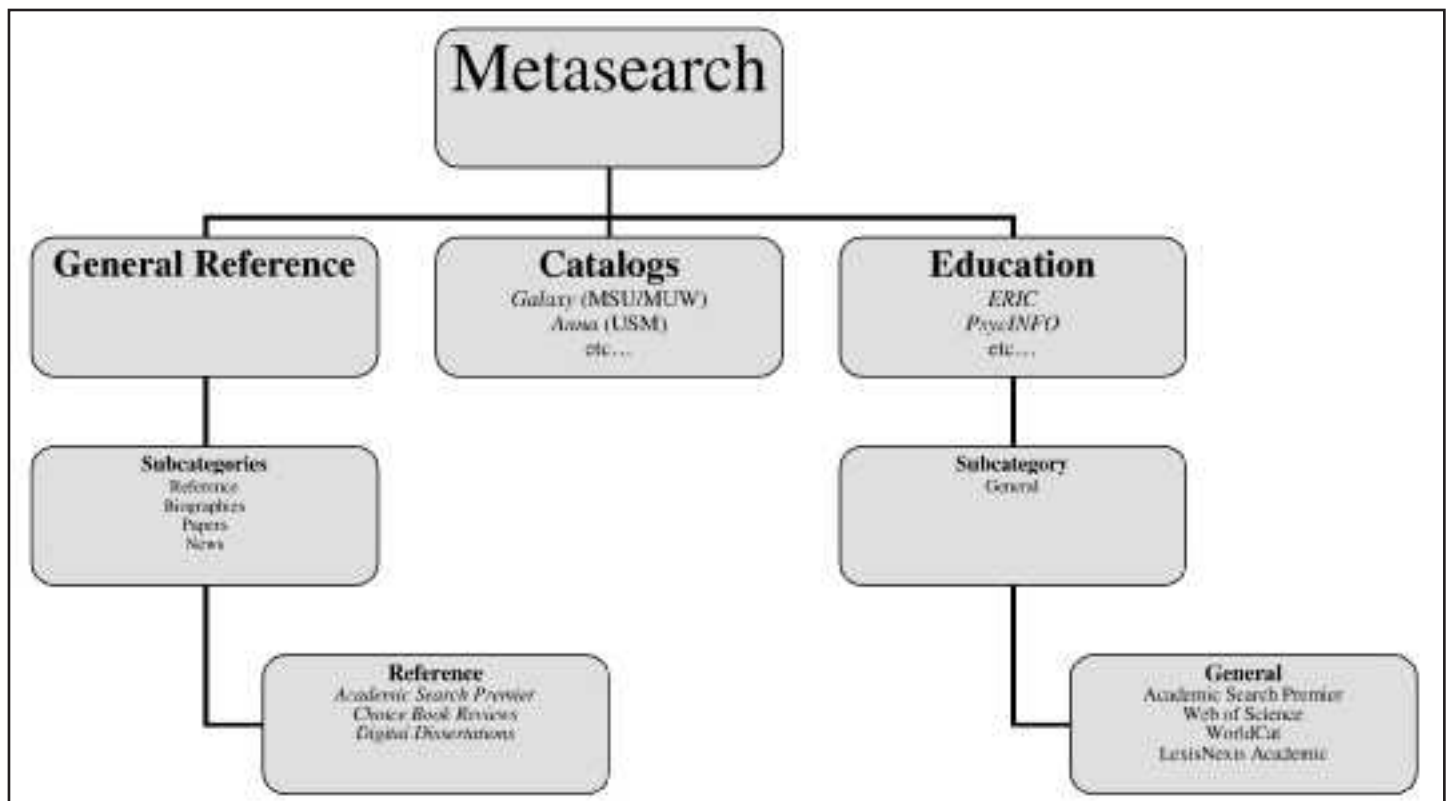 Metasearch
General Reference
Catalogs
Galaxy (MSU/MUW)
Anna (USM)
etc…
Education
ERIC
PsycINFO
etc…
Subcategories
Reference
Biographies
Papers
News
Subcategory
General
Reference
Academic Search Premier
Choice Book Reviews
Digital Dissertations
General
Academic Search Premier
Web of Science
WorldCat
LexisNexis Academic